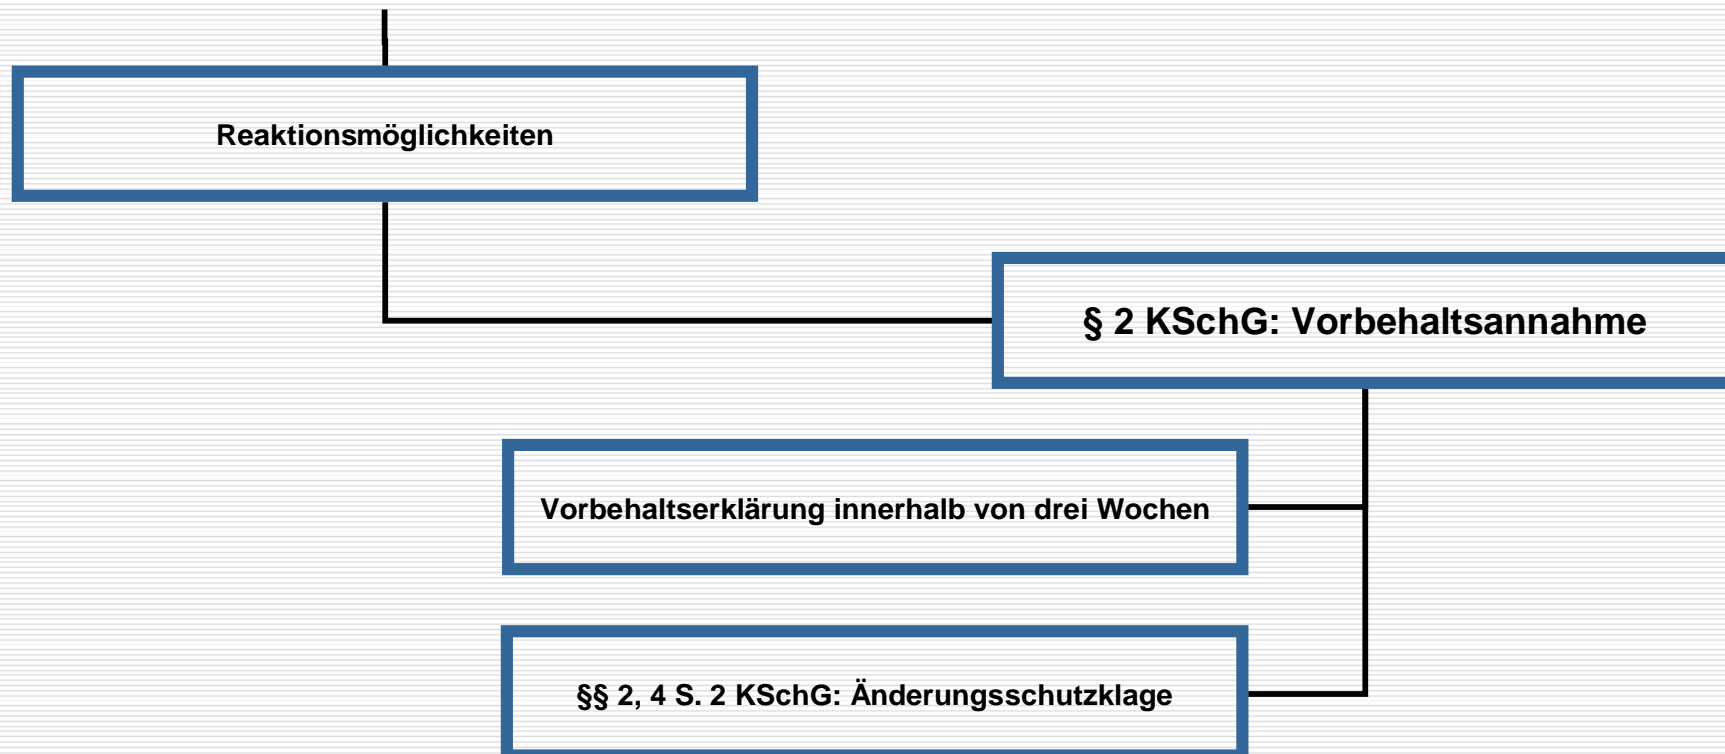 Reaktionsmöglichkeiten
§ 2 KSchG: Vorbehaltsannahme
Vorbehaltserklärung innerhalb von drei Wochen
§§ 2, 4 S. 2 KSchG: Änderungsschutzklage